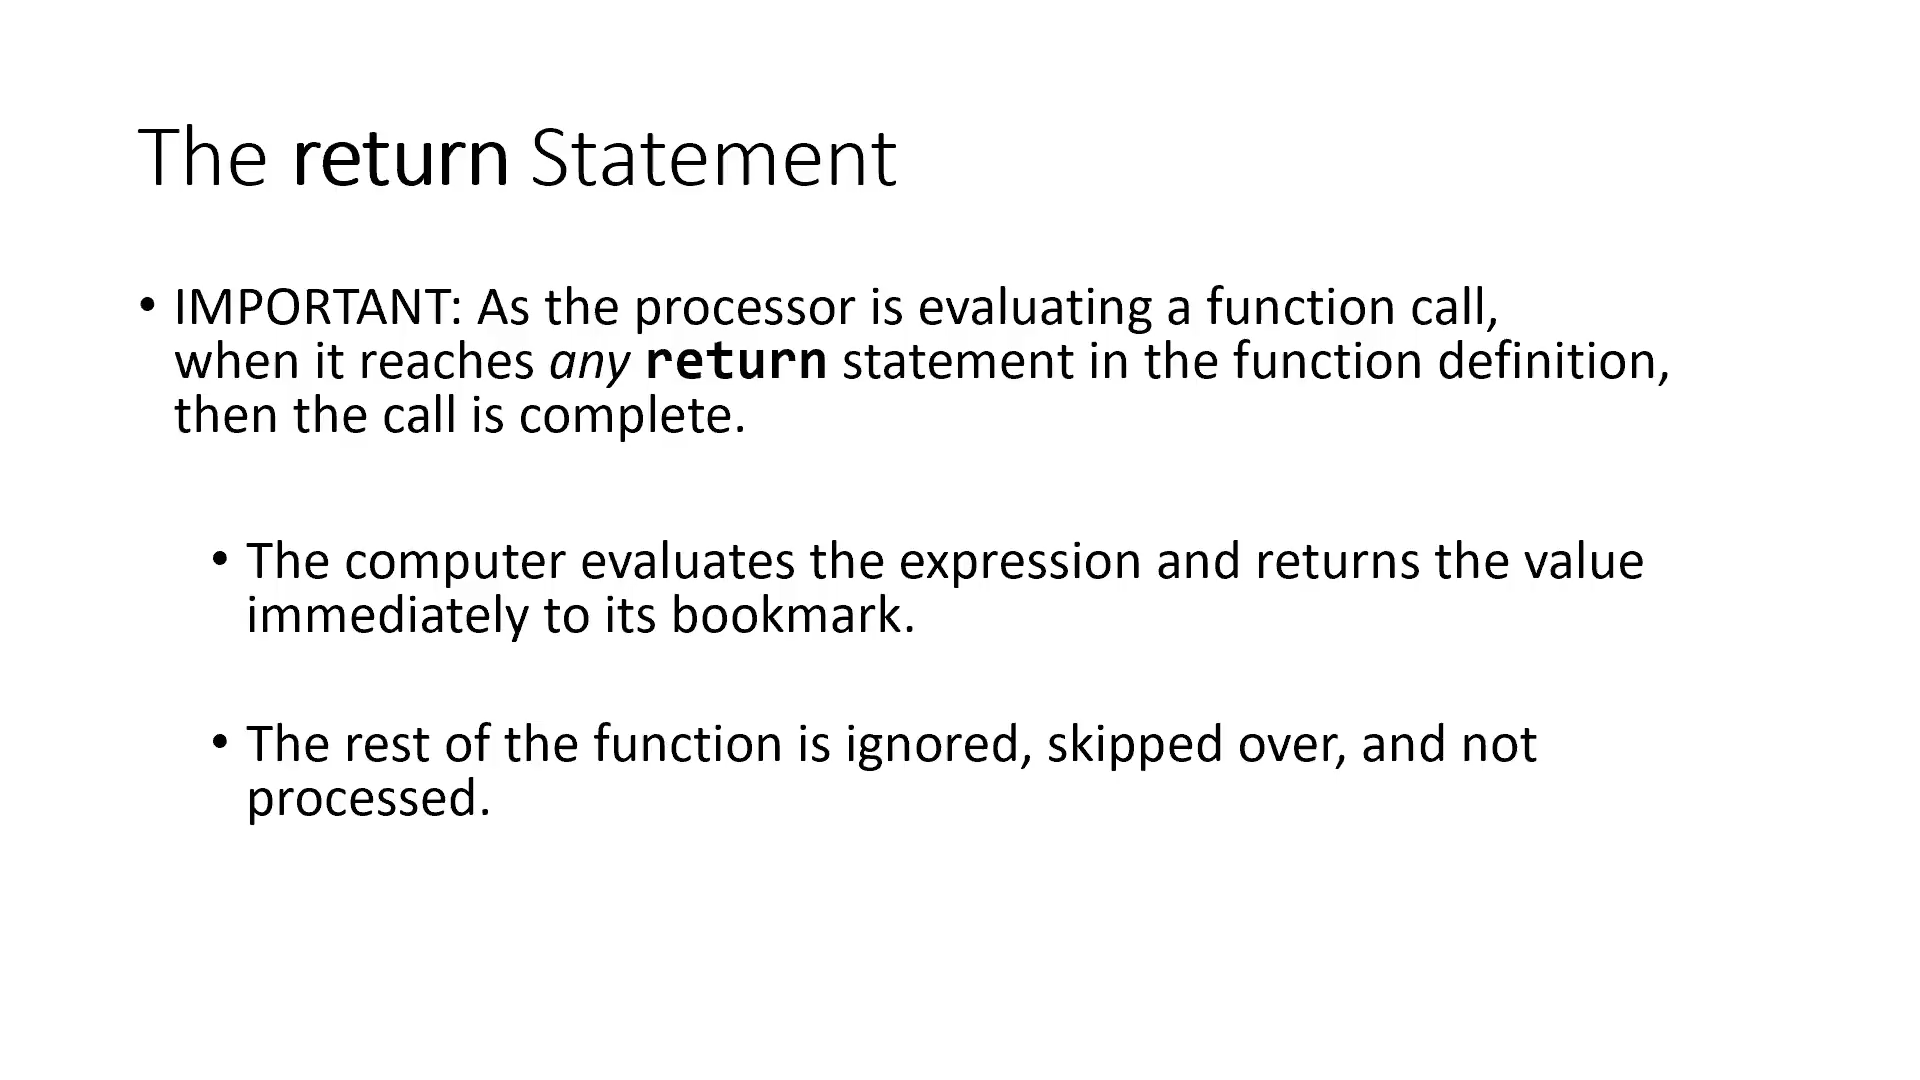 The return Statement
• IMPORTANT: As the processor is evaluating a function call,
when it reaches any return statement in the function definition,
then the call is complete.
• The computer evaluates the expression and returns the value
immediately to its bookmark.
• The rest of the function is ignored, skipped over, and not
processed.